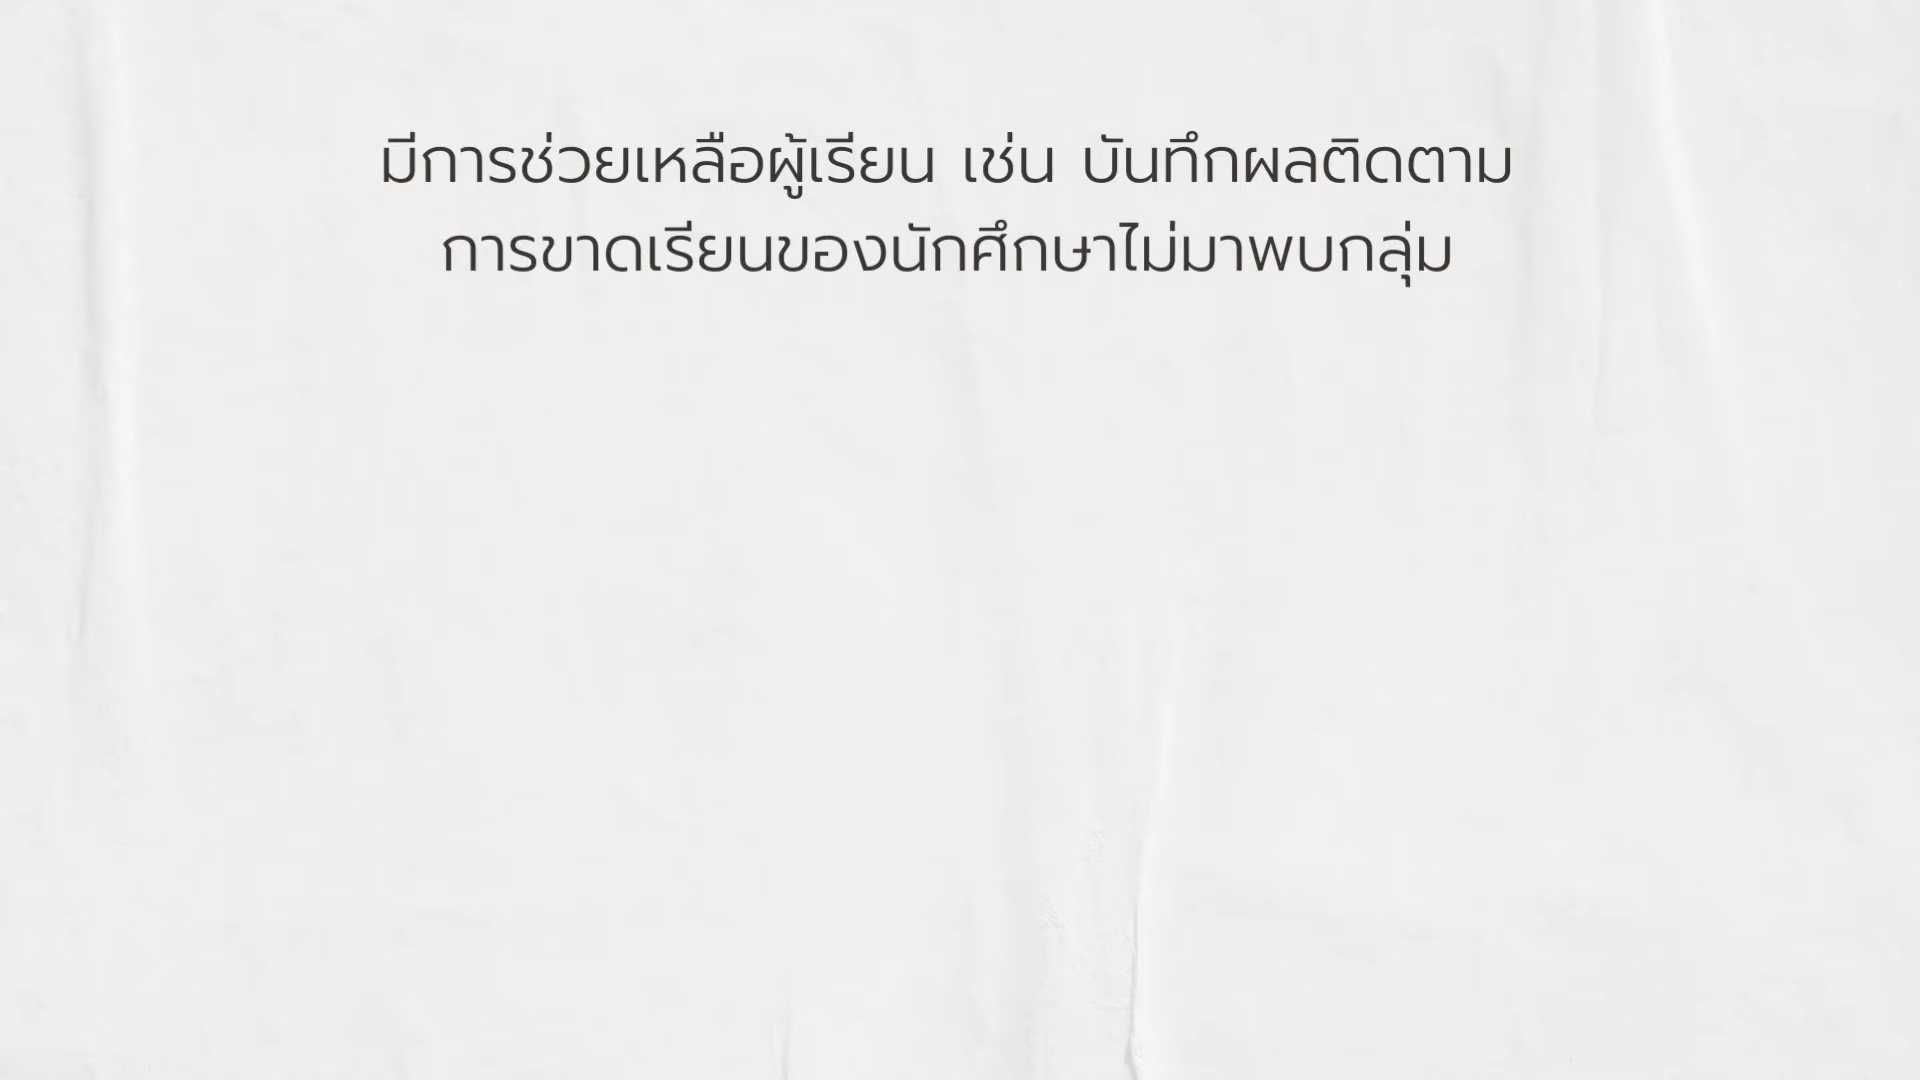 มีการช่วยเหลือผู้เรียน เช่น บันทึกผลติดตาม
การขาดเรียนของนักศึกษาไม่มาพบกลุ่ม